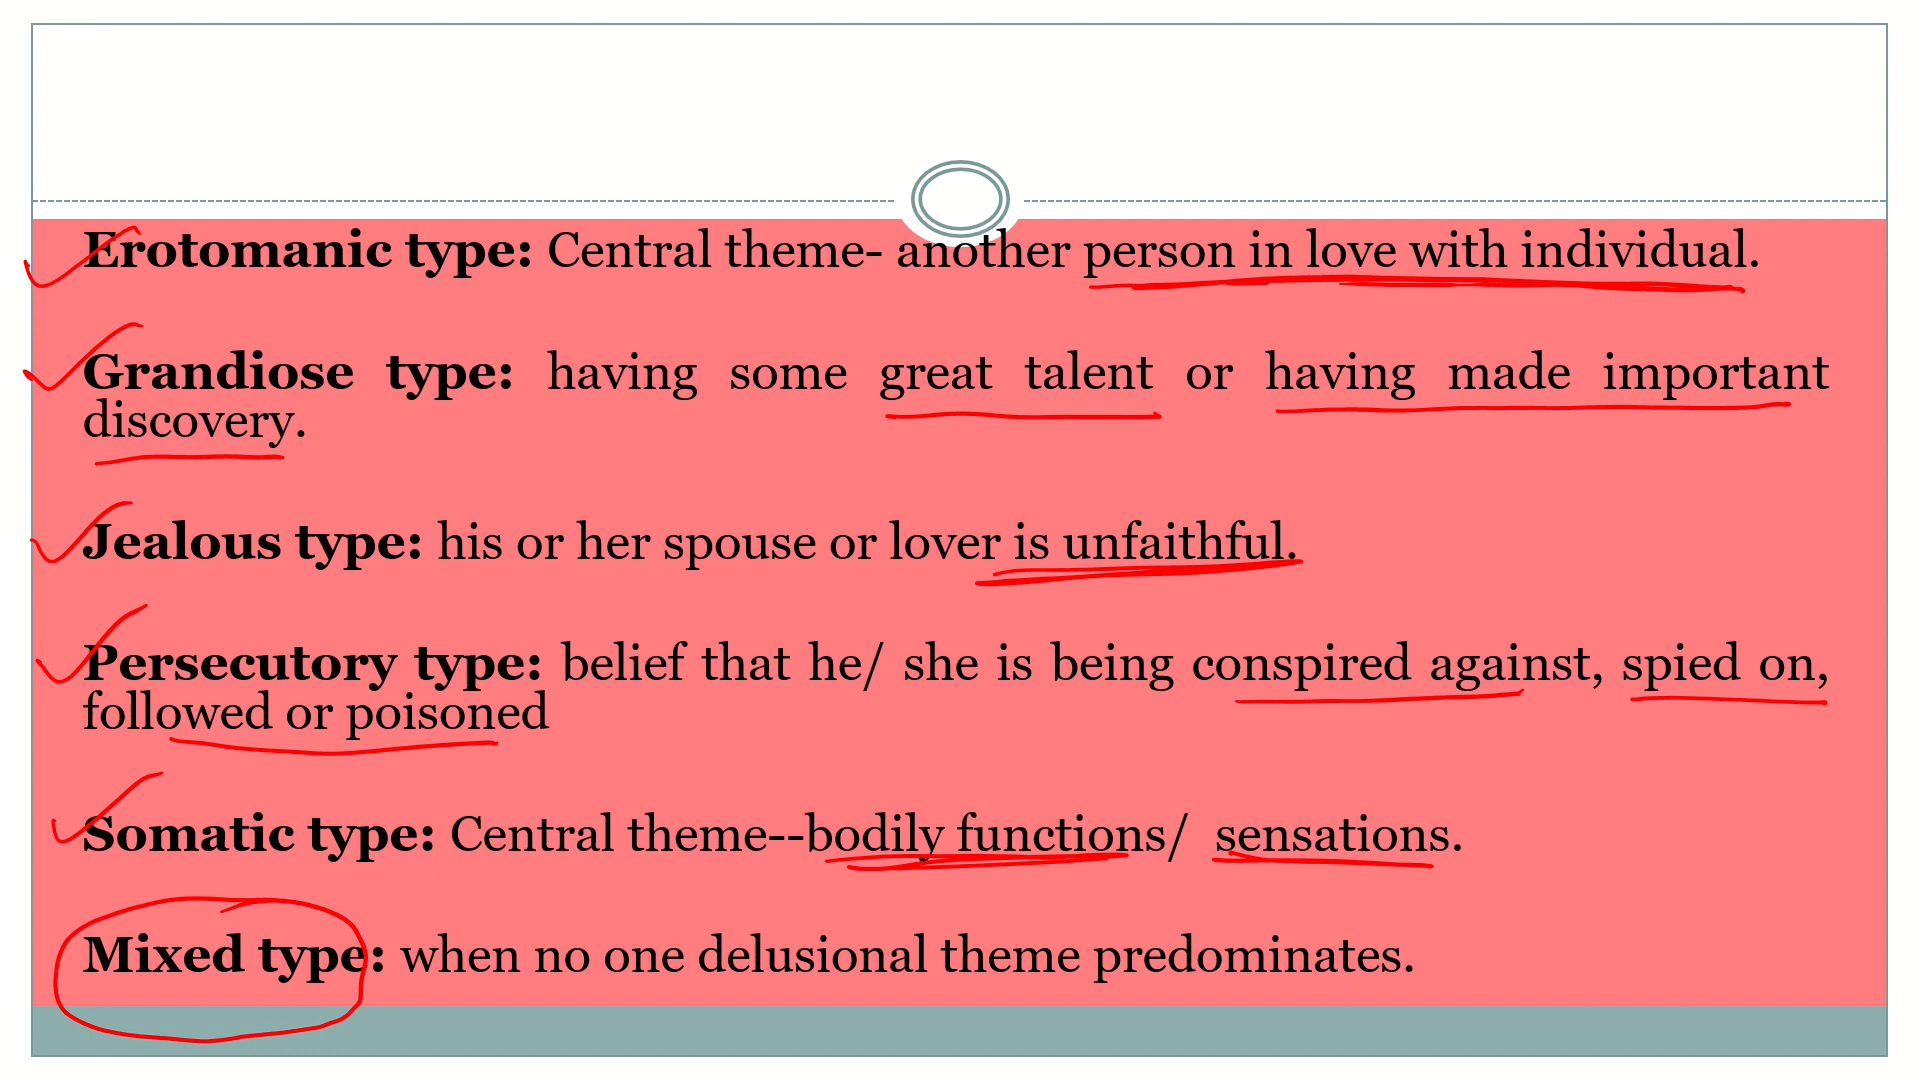 Erotomanic type: Central theme- another person in love with individual.
Grandiose type: having some great talent or having made important
discovery.
Jealous type: his or her spouse or lover is unfaithful.
Persecutory type: belief that he/ she is being conspired against, spied on,
followed or poisoned
Somatic type: Central theme--bodily functions/ sensations.
Mixed type: when no one delusional theme predominates.